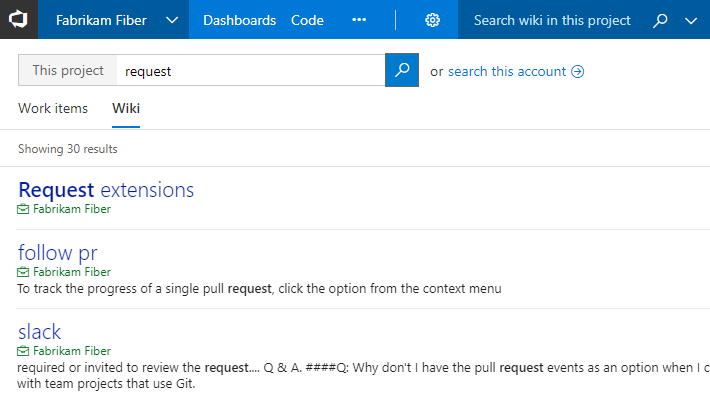 Fabrikam Fiber Dashboards Code ••• Search wiki in this project
This project request or search this account
Work items Wiki
Showing 30 results
Request extensions
Fabrikam Fiber
follow pr
Fabrikam Fiber
To track the progress of a single pull request, click the option from the context menu
slack
Fabrikam Fiber
required or invited to review the request.... Q & A. ####Q: Why don't I have the pull request events as an option when I c
with team projects that use Git.